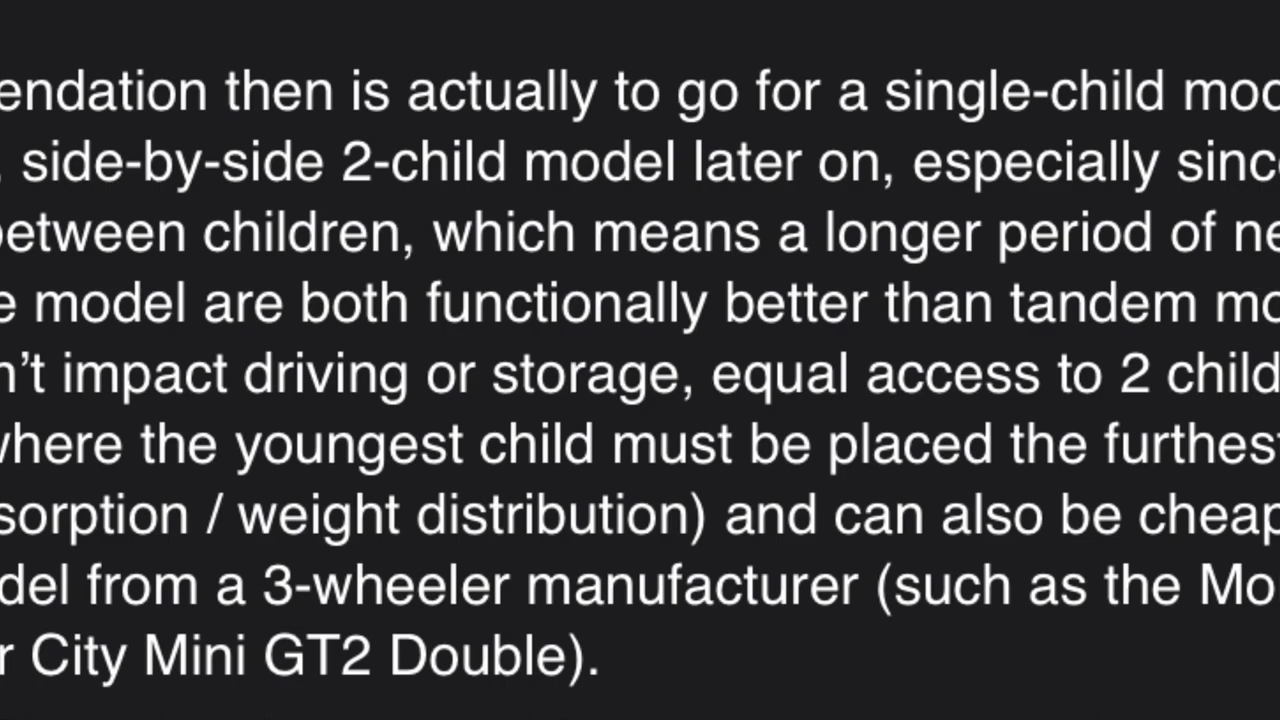 endation then is actually to go for a single-child mod
, side-by-side 2-child model later on, especially since
between children, which means a longer period of ne
e model are both functionally better than tandem mo
n’t impact driving or storage, equal access to 2 child
where the youngest child must be placed the furthest
sorption / weight distribution) and can also be cheap
del from a 3-wheeler manufacturer (such as the Mo
r City Mini GT2 Double).